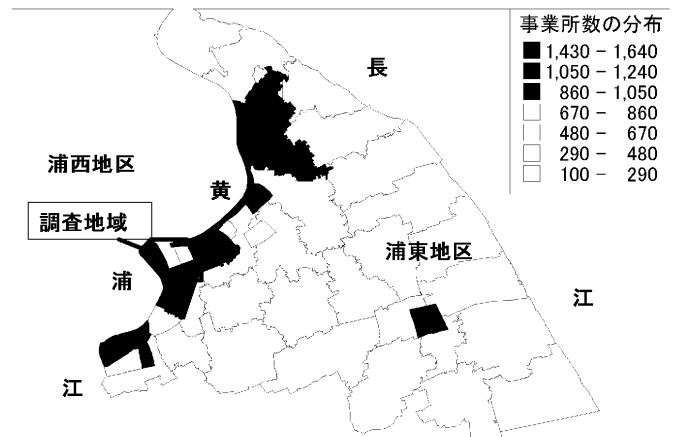 事業所数の分布
1,430 - 1,640
1,050 - 1,240
860 - 1,050
670 - 860
480 - 670
290 - 480
100 - 290
長
浦西地区
黄
調査地域
浦東地区
浦
江
江